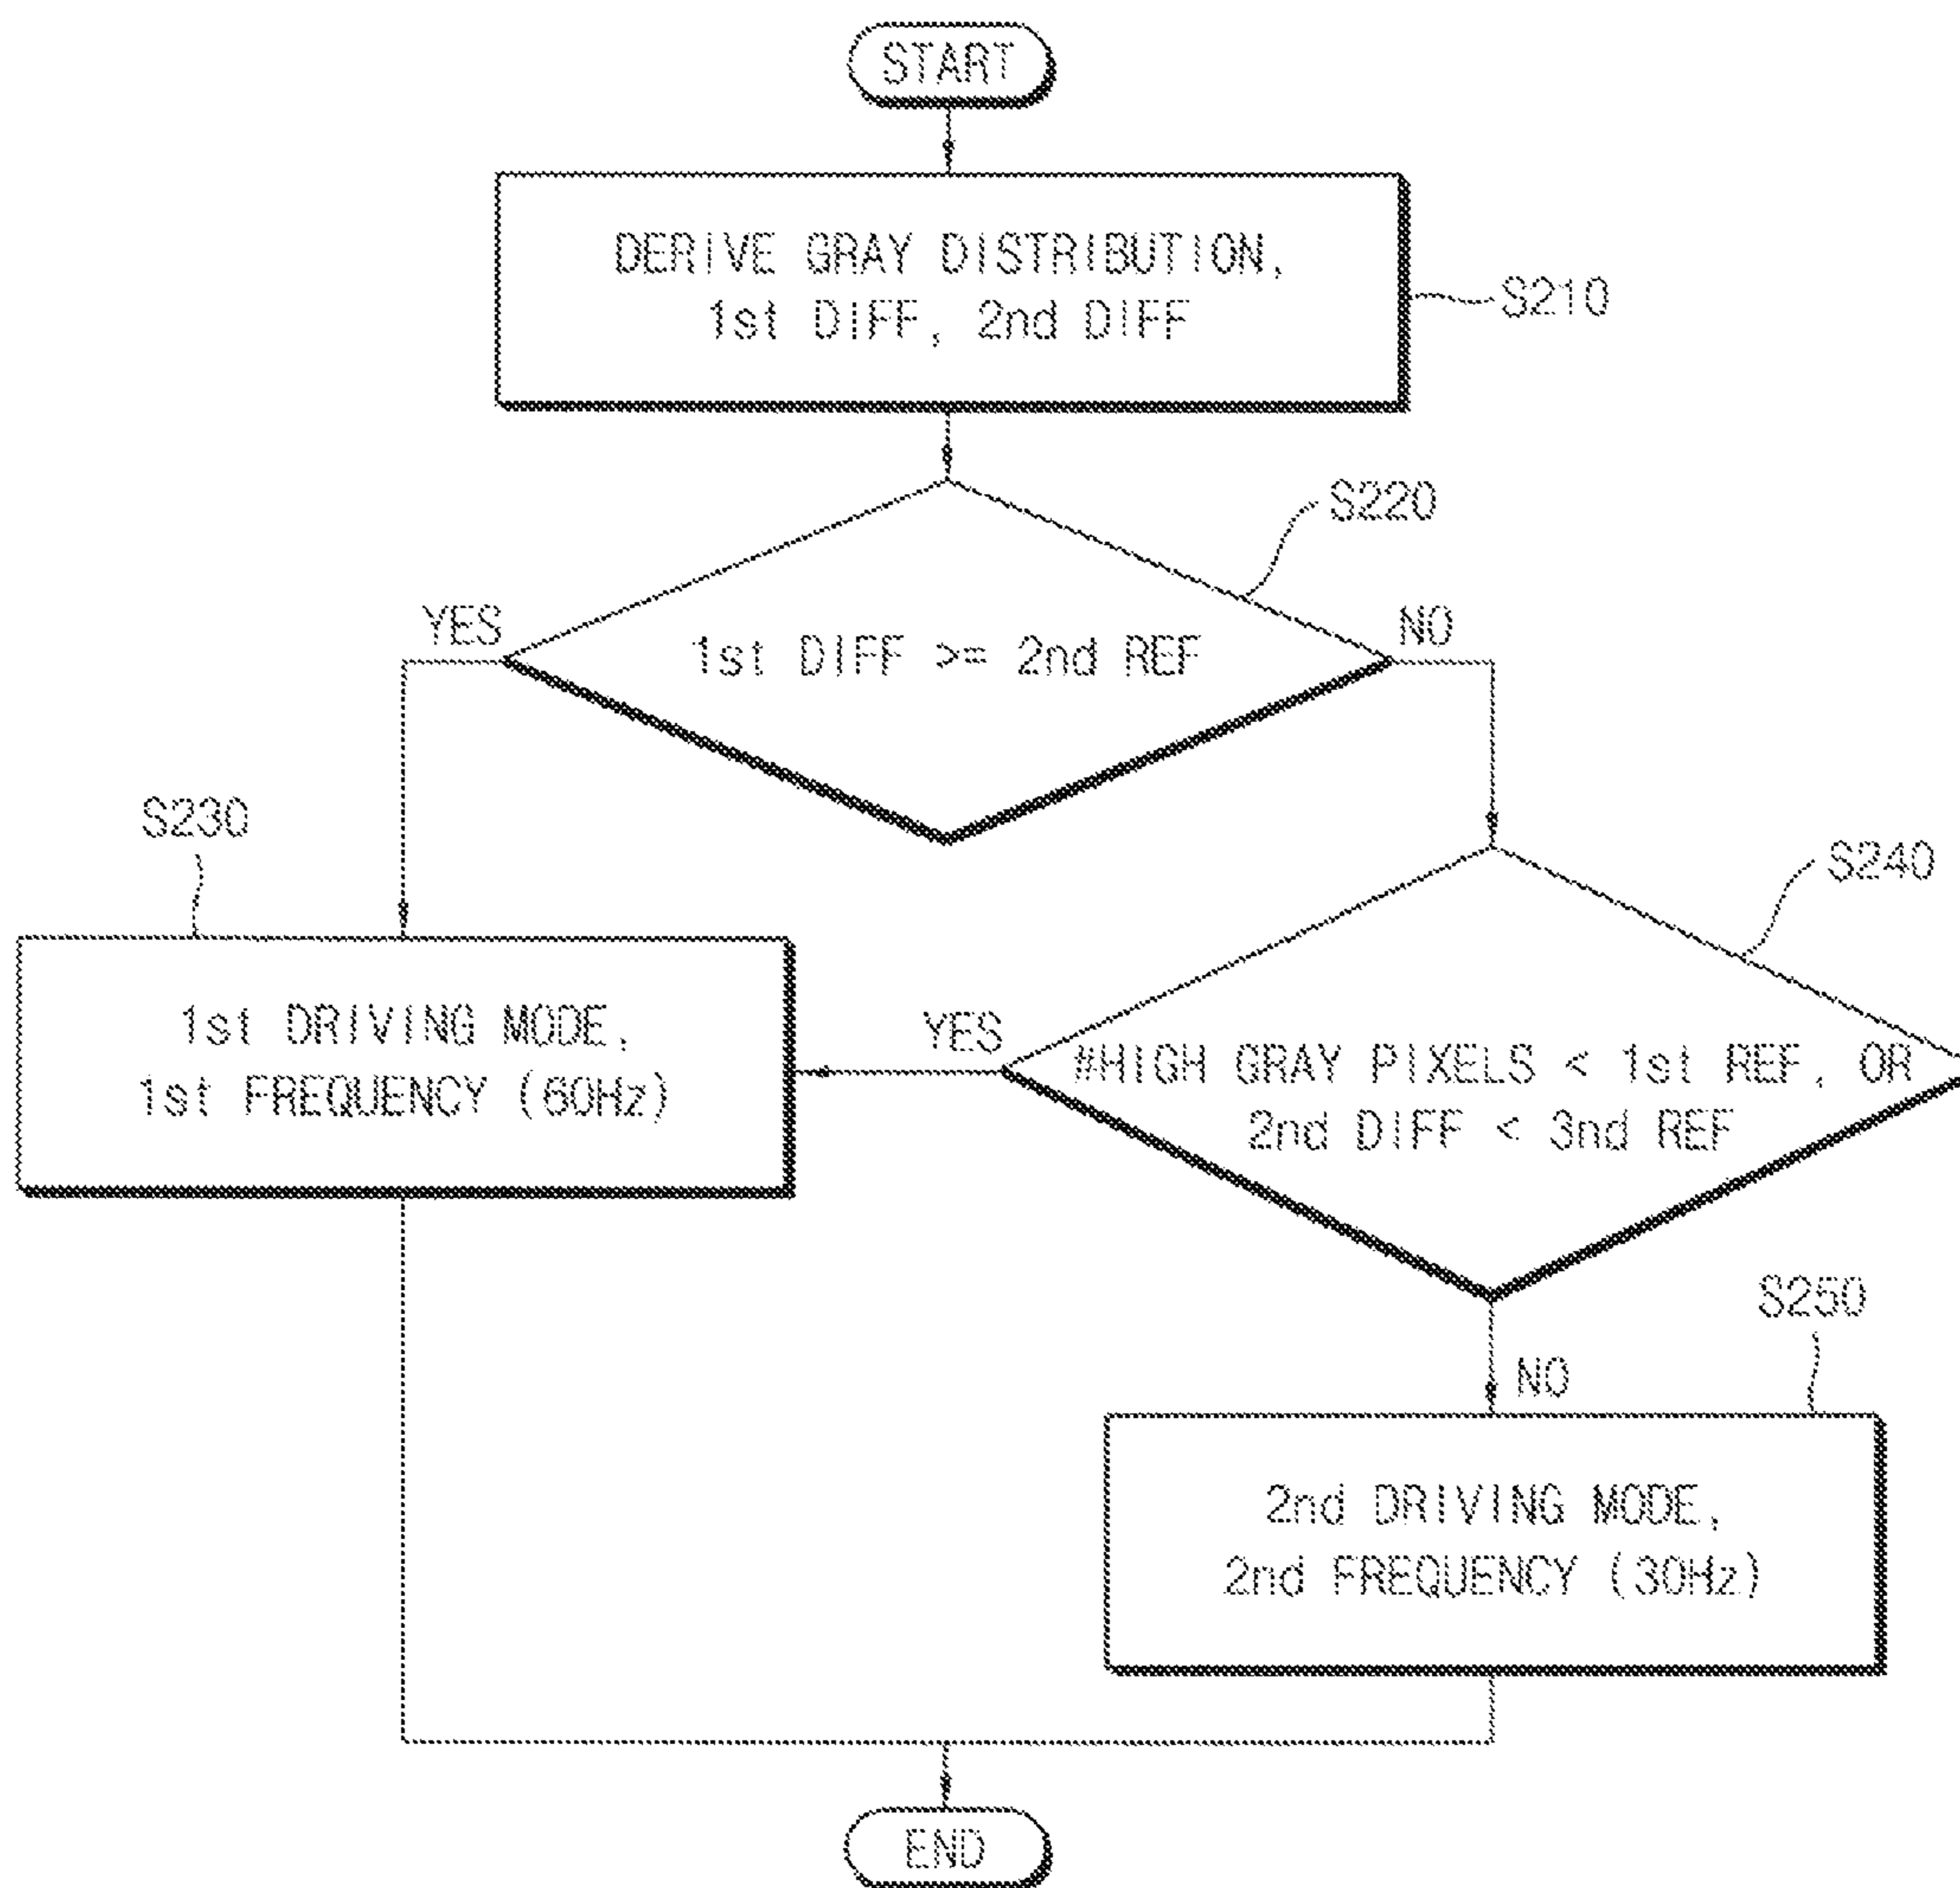 START
DERIVE GRAY DISTRIBUTION,
1st DIFF, 2nd DIFF
S210
S220
YES
NO
1st DIFF >= 2nd REF
S230
S240
1st DRIVING MODE,
1st FREQUENCY (60Hz)
YES
#HIGH GRAY PIXELS < 1st REF, OR
2nd DIFF < 3nd REF
S250
NO
2nd DRIVING MODE,
2nd FREQUENCY (30Hz)
END